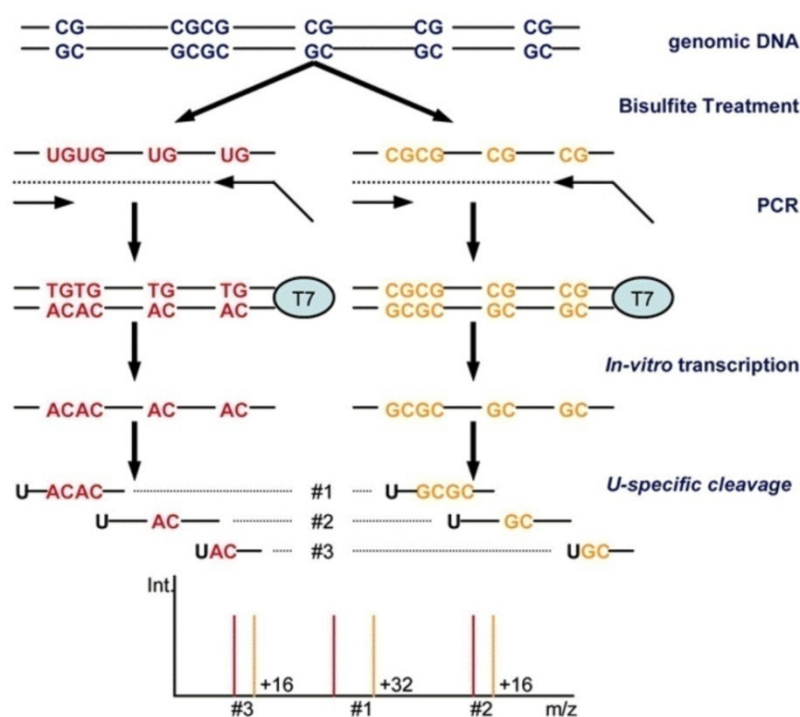 CG CGCG CG CG CG
GC GCGC GC GC GC
genomic DNA
Bisulfite Treatment
UGUG UG UG CGCG CG CG
PCR
TGTG TG TG T7 CGCG CG CG T7
ACAC AC AC GCGC GC GC
In-vitro transcription
ACAC AC AC GCGC GC GC
U-specific cleavage
U ACAC #1 U GCGC
U AC #2 U GC
UAC #3 UGC
Int.
+16 +32 +16
#3 #1 #2 m/z